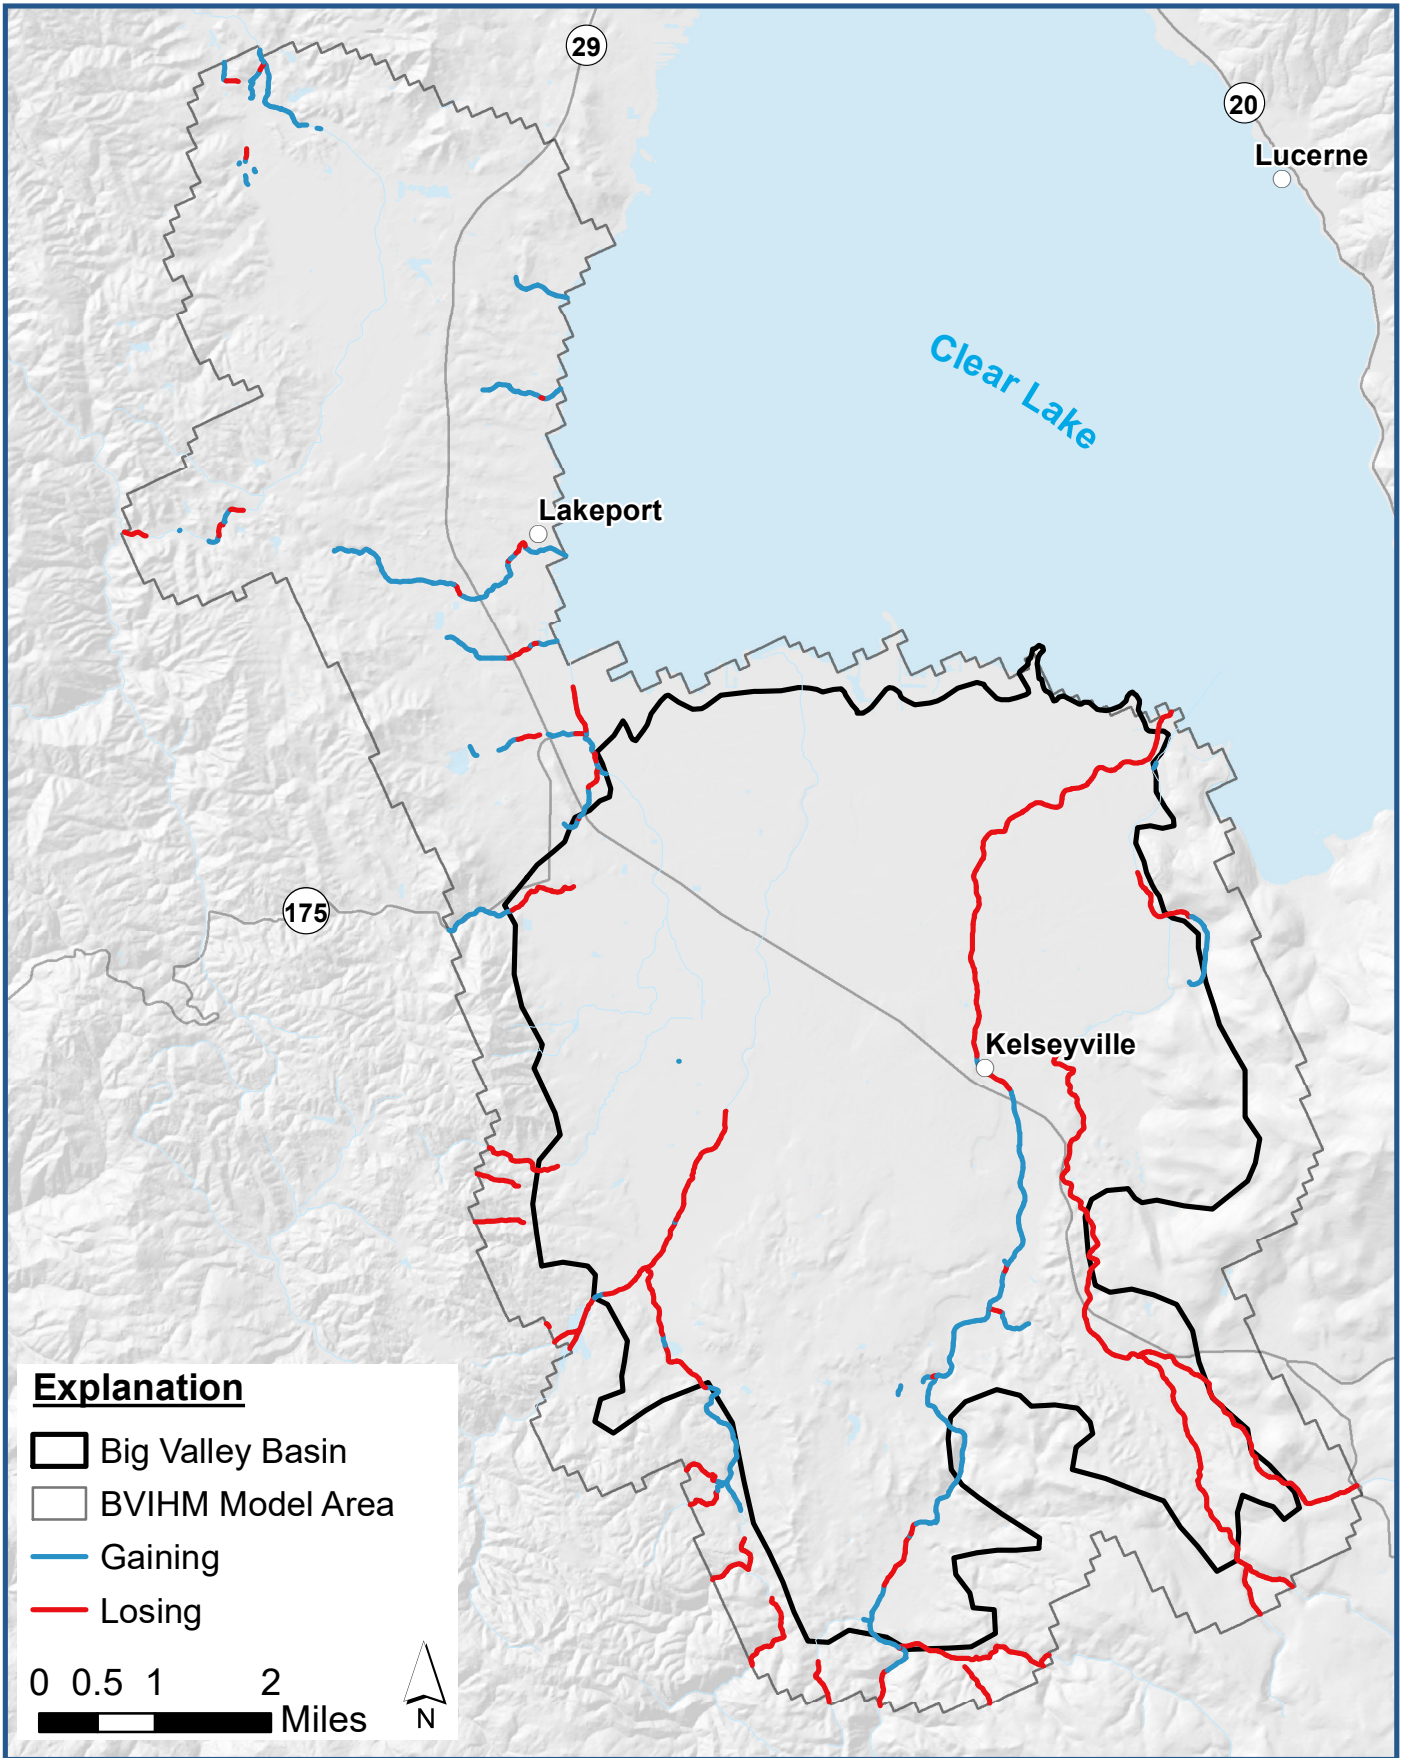 29
20
Lucerne
Clear Lake
Lakeport
175
Kelseyville
Explanation
Big Valley Basin
BVIHM Model Area
Gaining
Losing
0 0.5 1 2
Miles
N